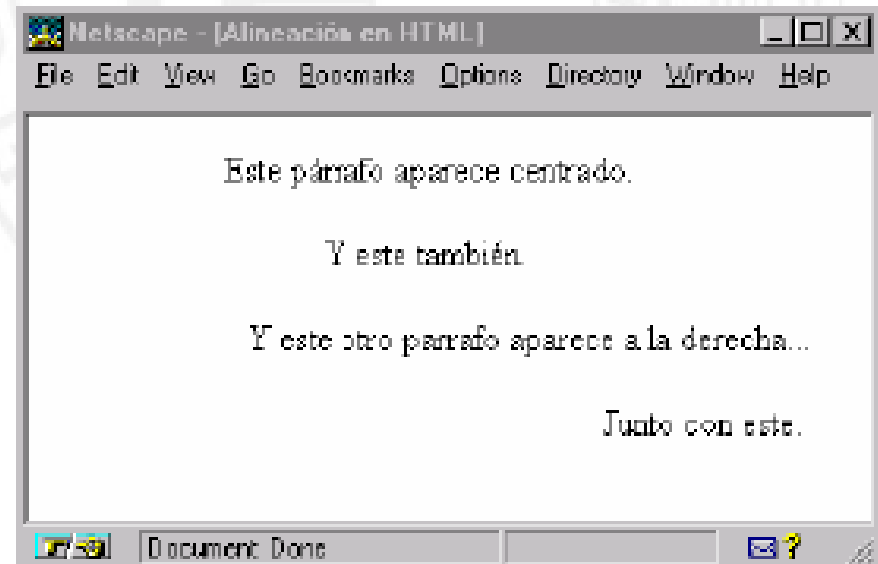 Netscape - [Alineación en HTML]
File Edit View Go Bookmarks Options Directory Window Help
Este párrafo aparece centrado.
Y este también.
Y este otro parrafo aparece a la derecha...
Junto con este.
Document: Done